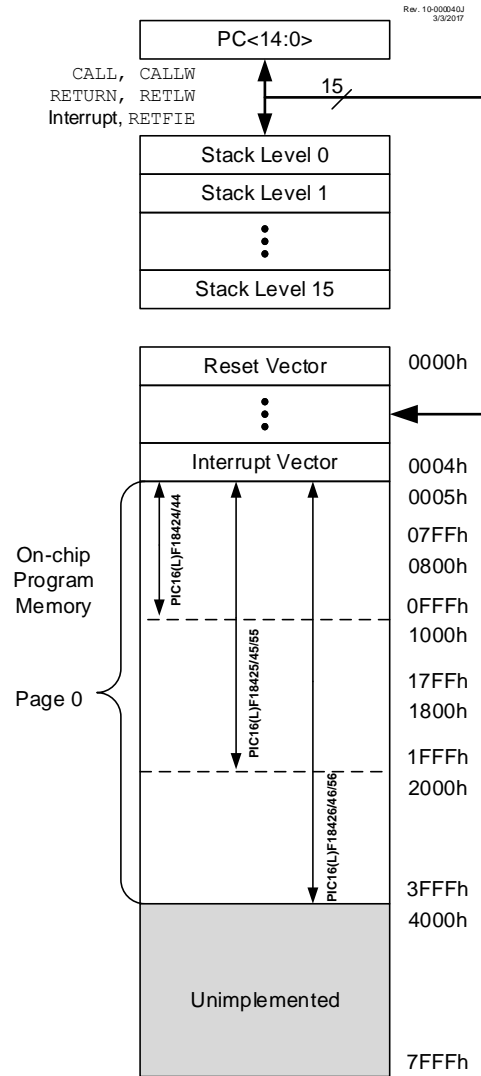 Rev. 10-000040J
3/3/2017
PC<14:0>
CALL, CALLW
RETURN, RETLW
Interrupt, RETFIE
15
Stack Level 0
Stack Level 1
Stack Level 15
Reset Vector
0000h
Interrupt Vector
0004h
0005h
07FFh
0800h
0FFFh
1000h
17FFh
1800h
1FFFh
2000h
3FFFh
4000h
7FFFh
On-chip
Program
Memory
Page 0
PIC16(L)F18424/44
PIC16(L)F18425/45/55
PIC16(L)F18426/46/56
Unimplemented